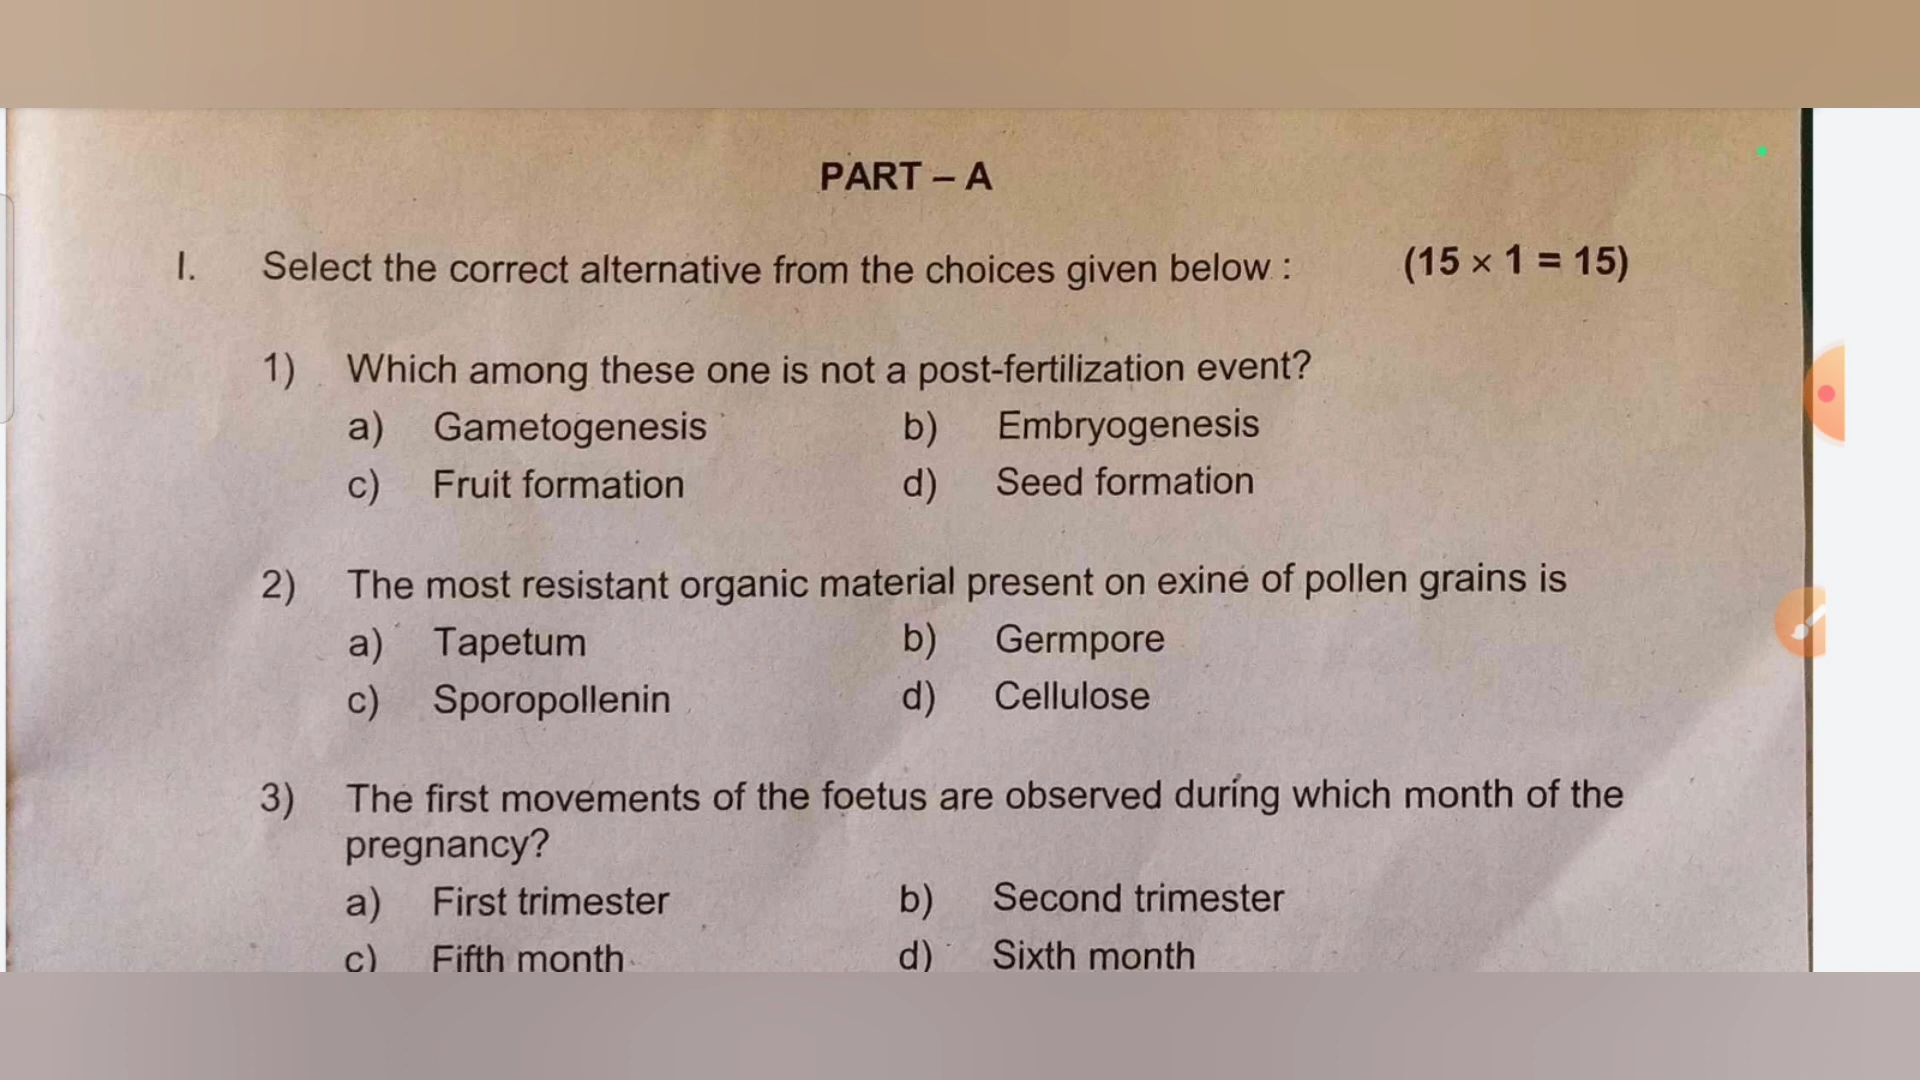 PART – A
I. Select the correct alternative from the choices given below : (15 × 1 = 15)
1) Which among these one is not a post-fertilization event?
a) Gametogenesis b) Embryogenesis
c) Fruit formation d) Seed formation
2) The most resistant organic material present on exine of pollen grains is
a) Tapetum b) Germpore
c) Sporopollenin d) Cellulose
3) The first movements of the foetus are observed during which month of the
pregnancy?
a) First trimester b) Second trimester
c) Fifth month d) Sixth month